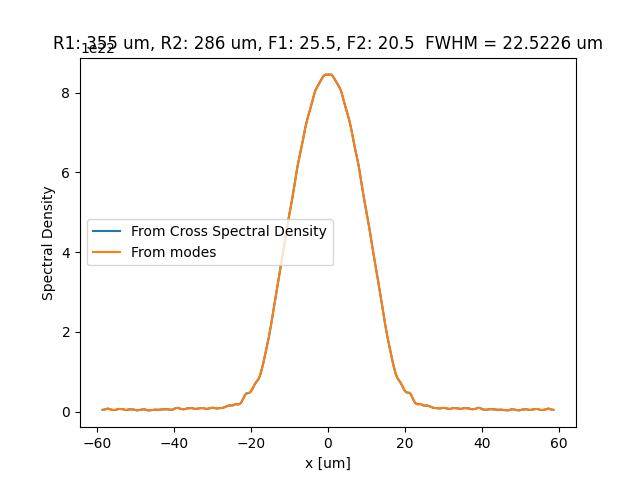 R1: 355 um, R2: 286 um, F1: 25.5, F2: 20.5  FWHM = 22.5226 um
1e22
8
6
4
2
0
Spectral Density
From Cross Spectral Density
From modes
−60
−40
−20
0
20
40
60
x [um]